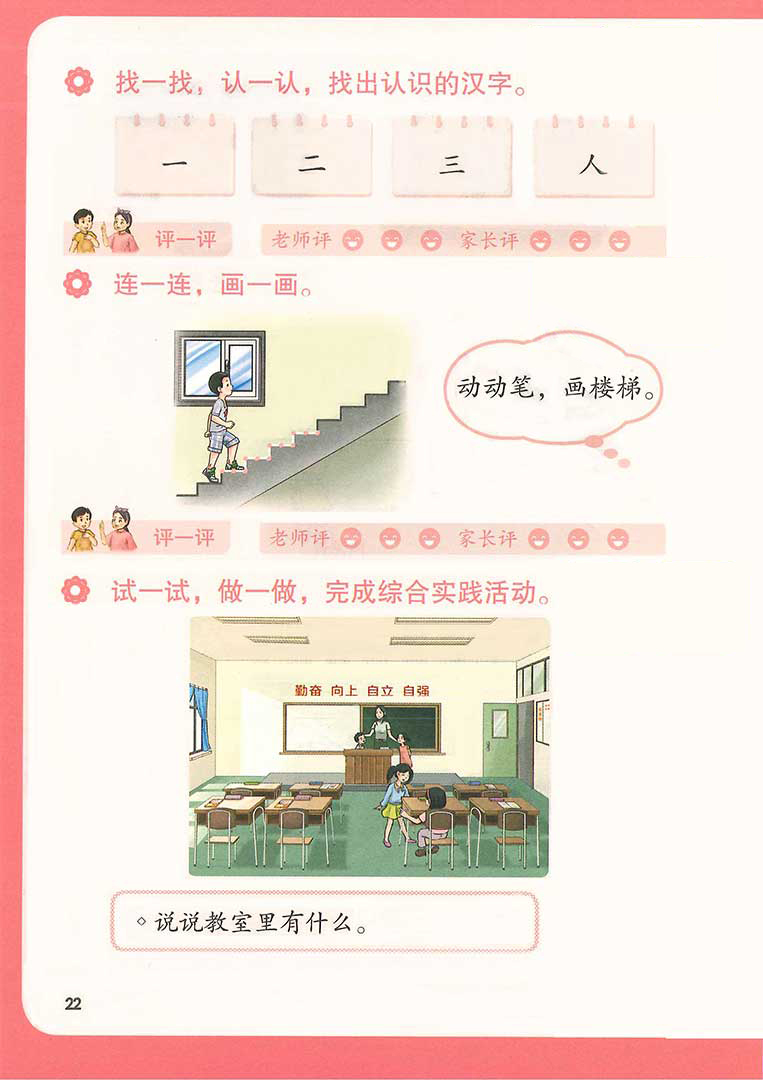 找一找，认一认，找出认识的汉字。
一 二 三 人
评一评 老师评 家长评
连一连，画一画。
动动笔，画楼梯。
评一评 老师评 家长评
试一试，做一做，完成综合实践活动。
勤奋 向上 自立 自强
◇ 说说教室里有什么。
22